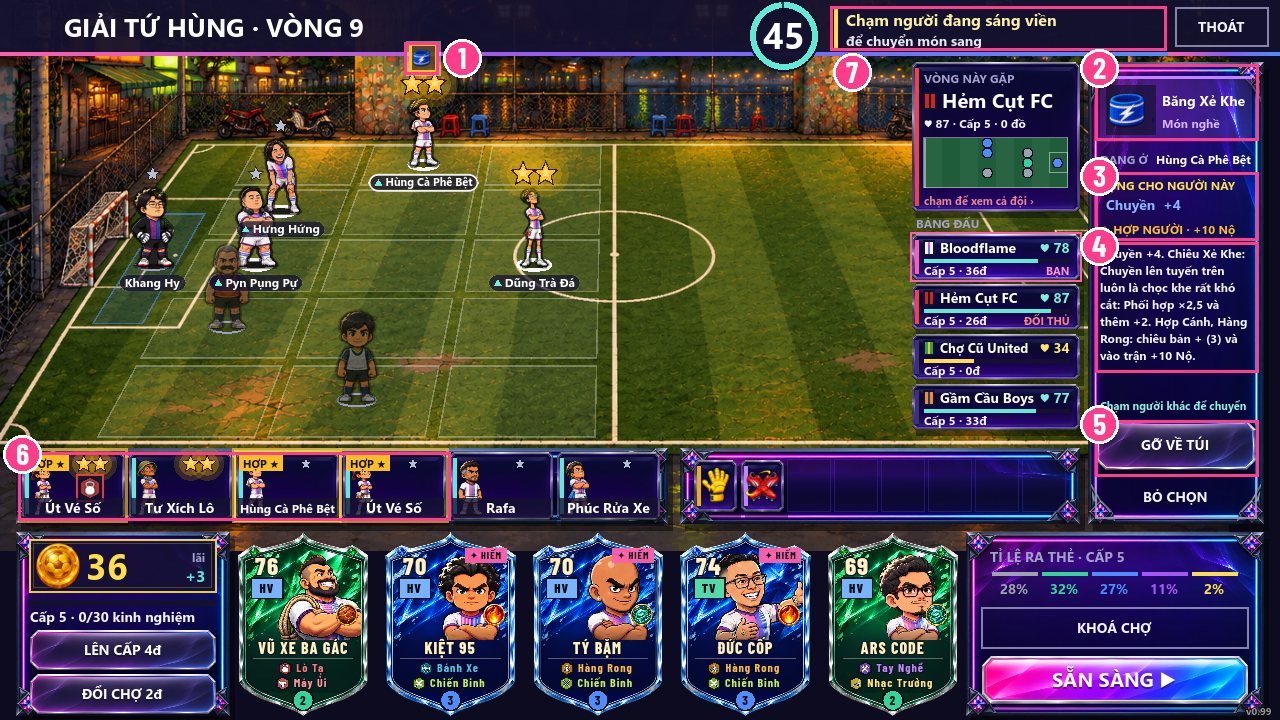 GIẢI TỨ HÙNG · VÒNG 9
45
Chạm người đang sáng viền
để chuyển món sang
THOÁT
1
7
2
VÒNG NÀY GẶP
Hẻm Cụt FC
♥ 87 · Cấp 5 · 0 đồ
chạm để xem cả đội ›
Băng Xẻ Khe
Món nghề
ANG Ở Hùng Cà Phê Bệt
3
NG CHO NGƯỜI NÀY
Chuyền +4
HỢP NGƯỜI · +10 Nộ
4
yền +4. Chiêu Xẻ Khe:
Chuyền lên tuyến trên
luôn là chọc khe rất khó
cắt: Phối hợp ×2,5 và
thêm +2. Hợp Cánh, Hàng
Rong: chiêu bản + (3) và
vào trận +10 Nộ.
Chạm người khác để chuyển
5
GỠ VỀ TÚI
BỎ CHỌN
BẢNG ĐẤU
Bloodflame ♥ 78
Cấp 5 · 36đ BẠN
Hẻm Cụt FC ♥ 87
Cấp 5 · 26đ ĐỐI THỦ
Chợ Cũ United ♥ 34
Cấp 5 · 0đ
Gầm Cầu Boys ♥ 77
Cấp 5 · 33đ
Hùng Cà Phê Bệt
Hưng Hứng
Khang Hy
Pyn Pụng Pự
Dũng Trà Đá
6
ỢP ★
Út Vé Số
Tư Xích Lô
HỢP ★
Hùng Cà Phê Bệt
HỢP ★
Út Vé Số
Rafa
Phúc Rửa Xe
36
lãi
+3
Cấp 5 · 0/30 kinh nghiệm
LÊN CẤP 4đ
ĐỔI CHỢ 2đ
76
HV
VŨ XE BA GÁC
Lò Ta
Máy Ủi
2
70
HIẾM
HV
KIỆT 95
Bánh Xe
Chiến Binh
3
70
HIẾM
HV
TÝ BẶM
Hàng Rong
Chiến Binh
3
74
HIẾM
TV
ĐỨC CỐP
Hàng Rong
Chiến Binh
3
69
HV
ARS CODE
Tay Nghề
Nhạc Trưởng
2
TỈ LỆ RA THẺ · CẤP 5
28% 32% 27% 11% 2%
KHOÁ CHỢ
SẴN SÀNG ▶
v0.99